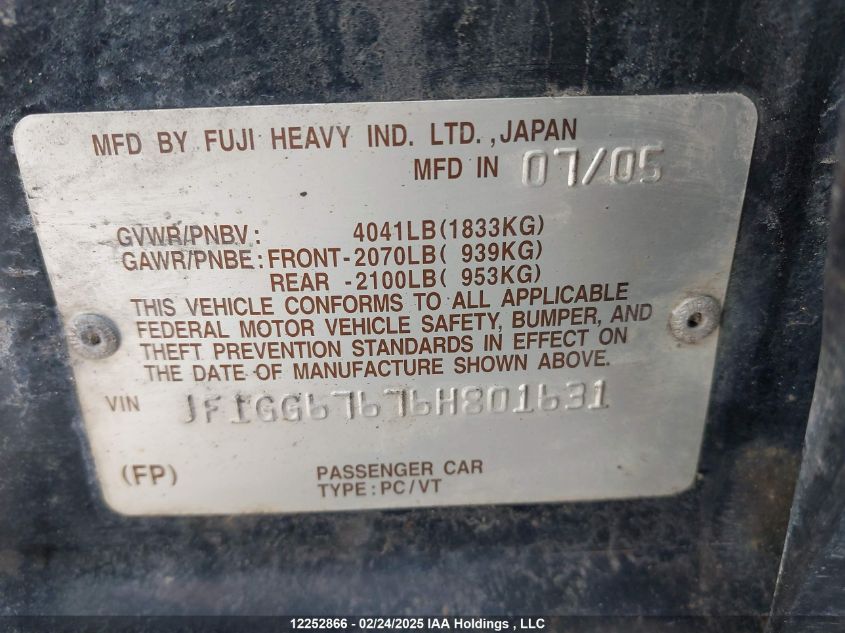 MFD BY FUJI HEAVY IND. LTD.,JAPAN
MFD IN 07/05
GVWR/PNBV: 4041LB(1833KG)
GAWR/PNBE:FRONT-2070LB( 939KG)
REAR -2100LB( 953KG)
THIS VEHICLE CONFORMS TO ALL APPLICABLE
FEDERAL MOTOR VEHICLE SAFETY, BUMPER, AND
THEFT PREVENTION STANDARDS IN EFFECT ON
THE DATE OF MANUFACTURE SHOWN ABOVE.
VIN JF1GG67676H801631
(FP) PASSENGER CAR
TYPE:PC/VT
12252866 - 02/24/2025 IAA Holdings , LLC